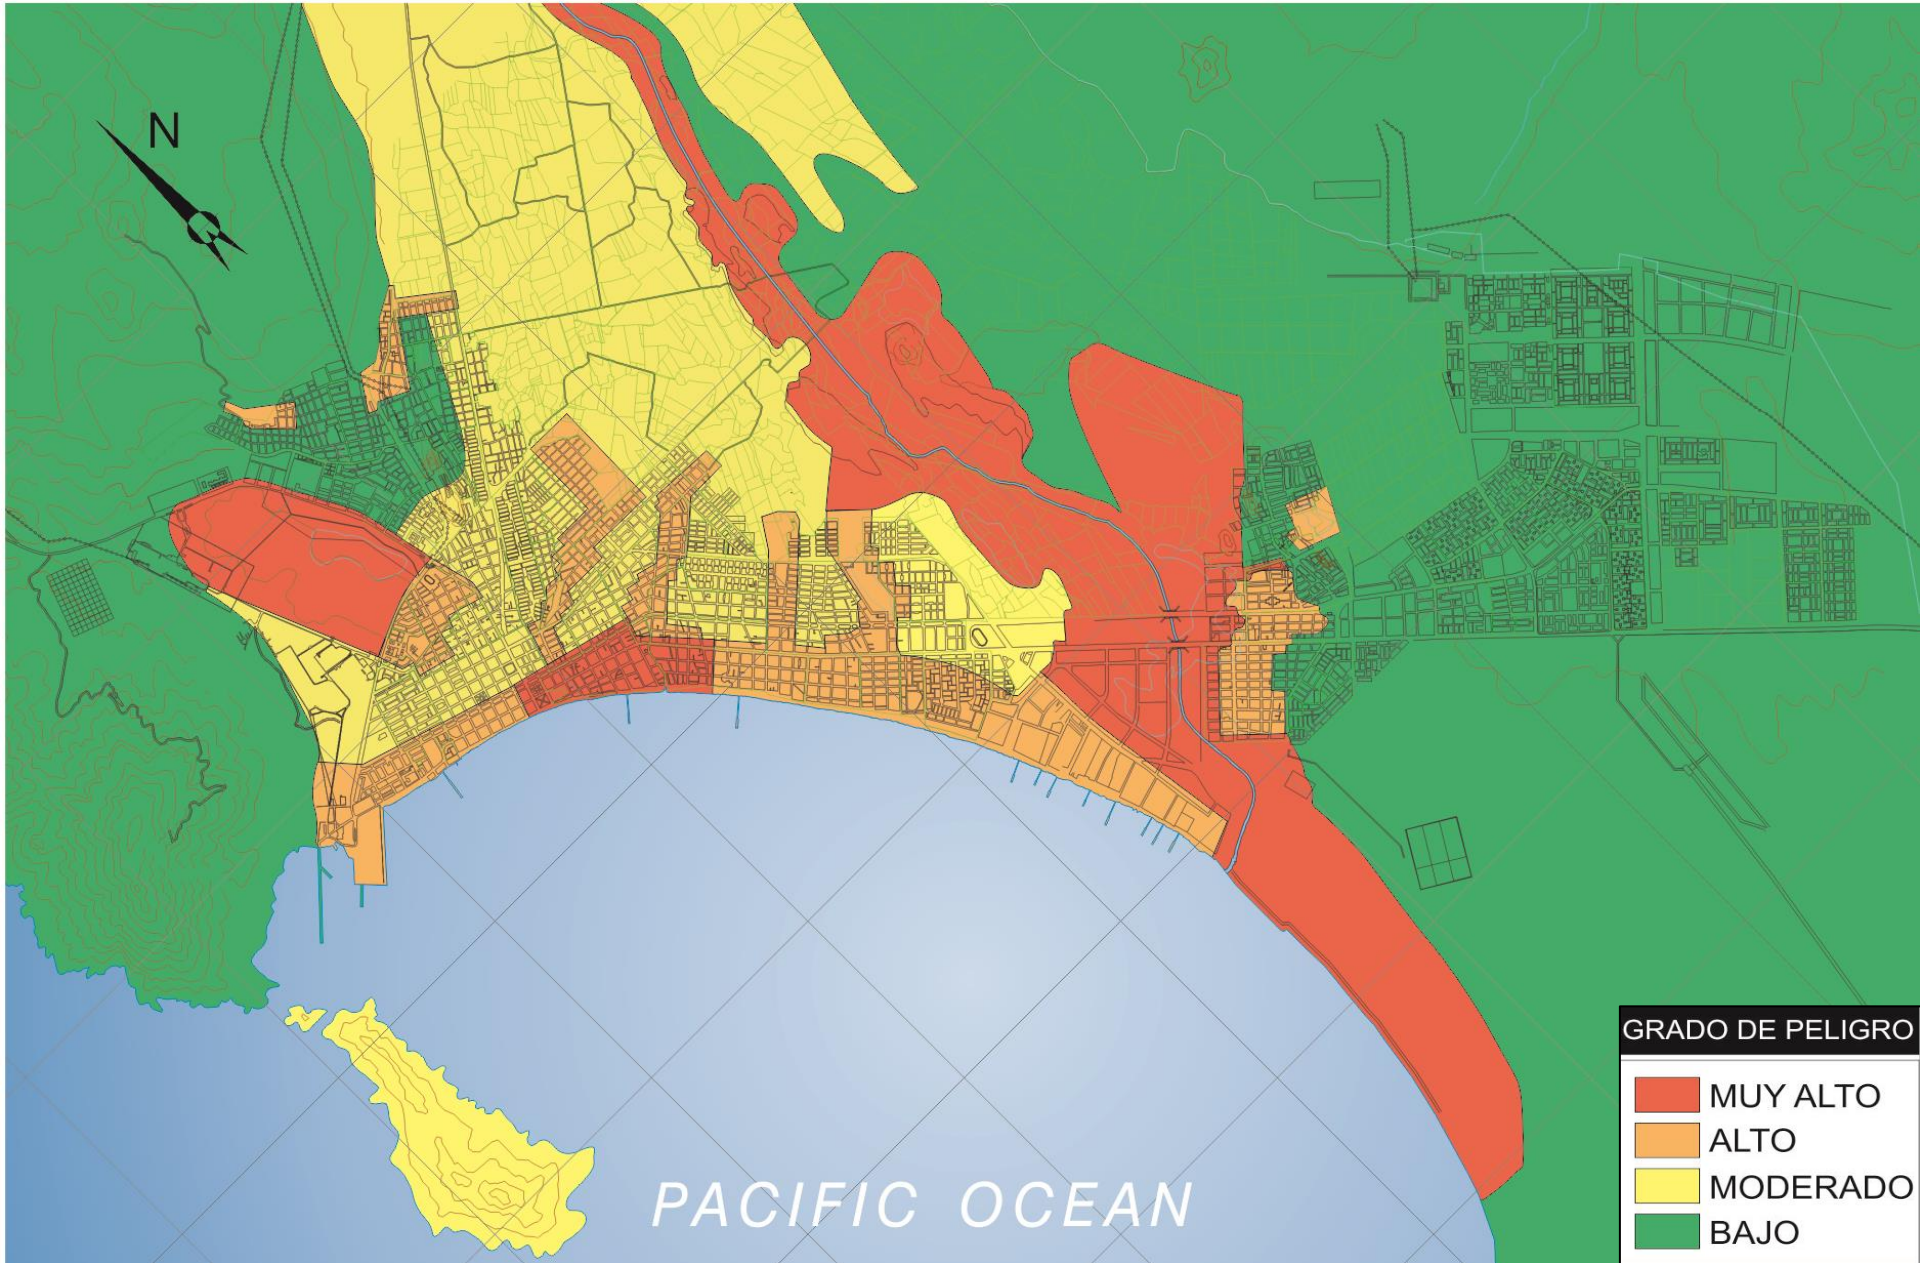 N
PACIFIC OCEAN
GRADO DE PELIGRO
MUY ALTO
ALTO
MODERADO
BAJO